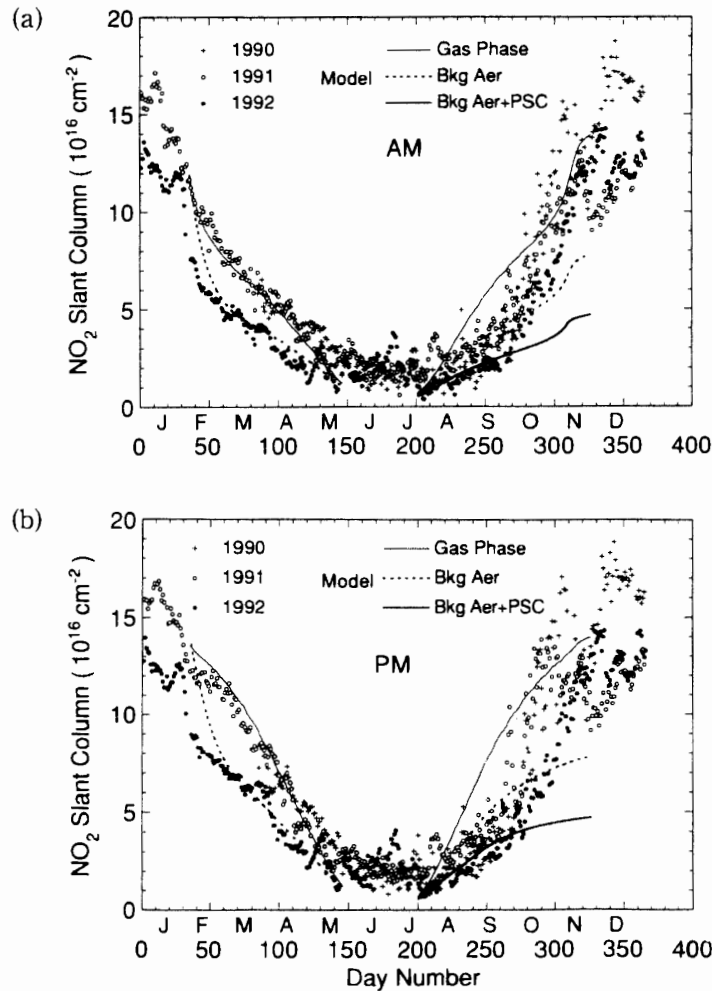 (a)
20
15
10
5
0
NO2 Slant Column ( 10^16 cm^-2 )
+ 1990
○ 1991
● 1992
Model
Gas Phase
Bkg Aer
Bkg Aer+PSC
AM
J F M A M J J A S O N D
0 50 100 150 200 250 300 350 400
(b)
20
15
10
5
0
NO2 Slant Column ( 10^16 cm^-2 )
+ 1990
○ 1991
● 1992
Model
Gas Phase
Bkg Aer
Bkg Aer+PSC
PM
J F M A M J J A S O N D
0 50 100 150 200 250 300 350 400
Day Number